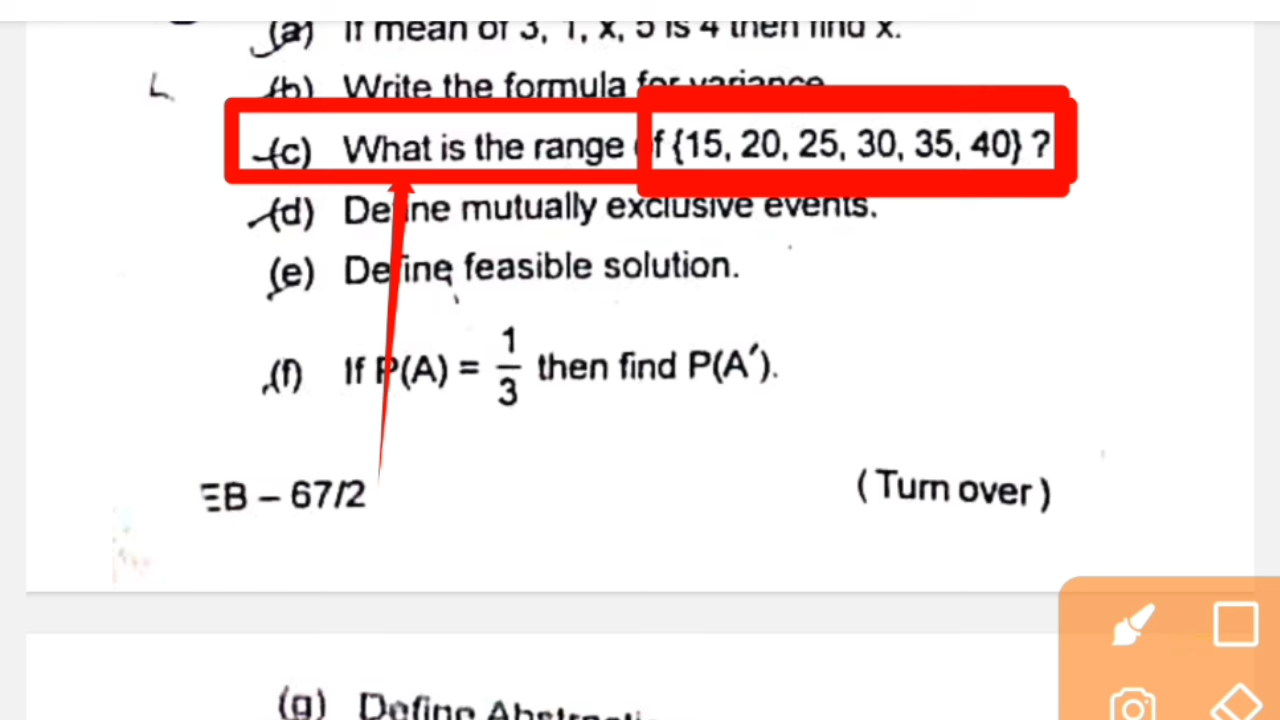 (a) If mean of 3, 1, x, 5 is 4 then find x.
(b) Write the formula for variance.
(c) What is the range of {15, 20, 25, 30, 35, 40} ?
(d) Define mutually exclusive events.
(e) Define feasible solution.
(f) If P(A) = 1/3 then find P(A′).
EB – 67/2
(Turn over)
(g) Define